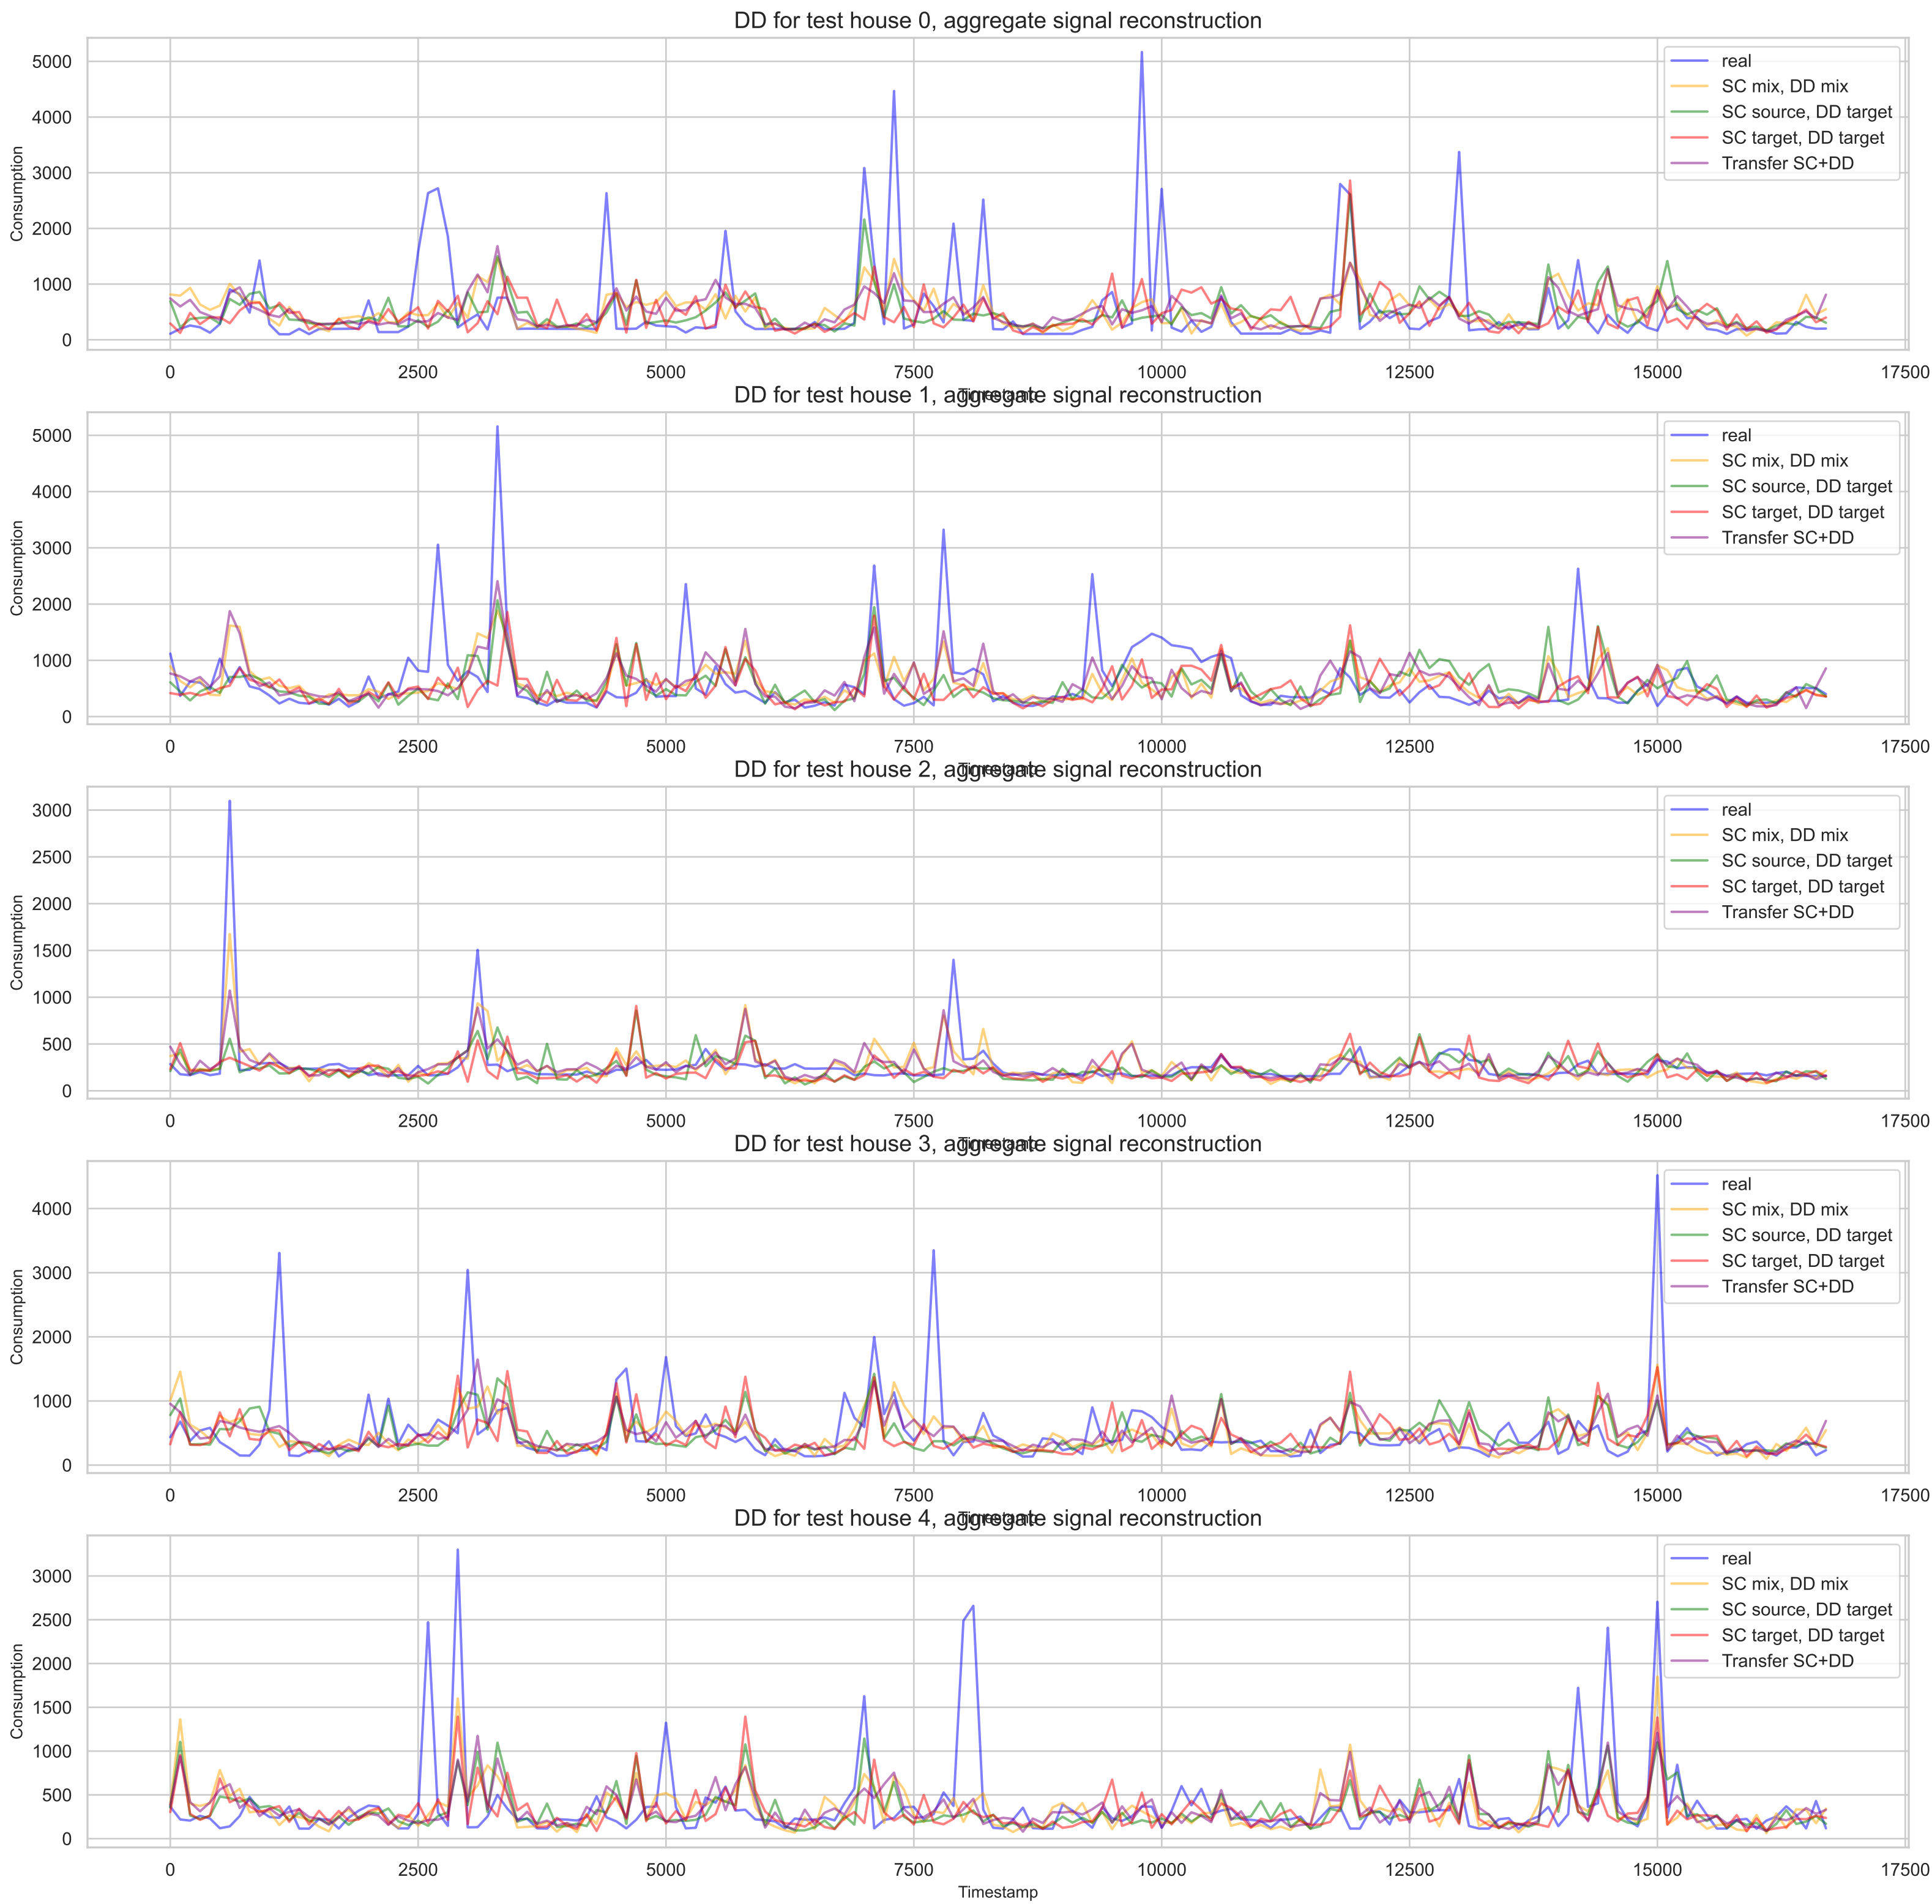 DD for test house 0, aggregate signal reconstruction
5000
4000
3000
2000
1000
0
Consumption
real
SC mix, DD mix
SC source, DD target
SC target, DD target
Transfer SC+DD
0 2500 5000 7500 10000 12500 15000 17500
Timestamp
DD for test house 1, aggregate signal reconstruction
5000
4000
3000
2000
1000
0
Consumption
real
SC mix, DD mix
SC source, DD target
SC target, DD target
Transfer SC+DD
0 2500 5000 7500 10000 12500 15000 17500
Timestamp
DD for test house 2, aggregate signal reconstruction
3000
2500
2000
1500
1000
500
0
Consumption
real
SC mix, DD mix
SC source, DD target
SC target, DD target
Transfer SC+DD
0 2500 5000 7500 10000 12500 15000 17500
Timestamp
DD for test house 3, aggregate signal reconstruction
4000
3000
2000
1000
0
Consumption
real
SC mix, DD mix
SC source, DD target
SC target, DD target
Transfer SC+DD
0 2500 5000 7500 10000 12500 15000 17500
Timestamp
DD for test house 4, aggregate signal reconstruction
3000
2500
2000
1500
1000
500
0
Consumption
real
SC mix, DD mix
SC source, DD target
SC target, DD target
Transfer SC+DD
0 2500 5000 7500 10000 12500 15000 17500
Timestamp